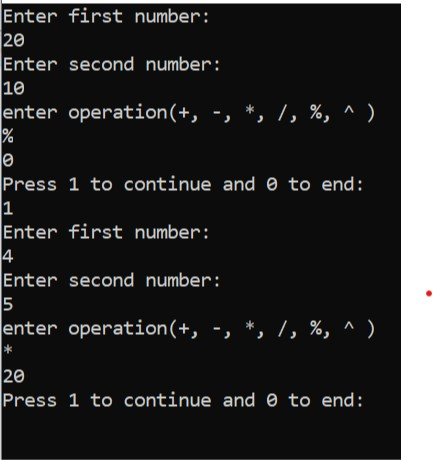 Enter first number:
20
Enter second number:
10
enter operation(+, -, *, /, %, ^ )
%
0
Press 1 to continue and 0 to end:
1
Enter first number:
4
Enter second number:
5
enter operation(+, -, *, /, %, ^ )
*
20
Press 1 to continue and 0 to end: